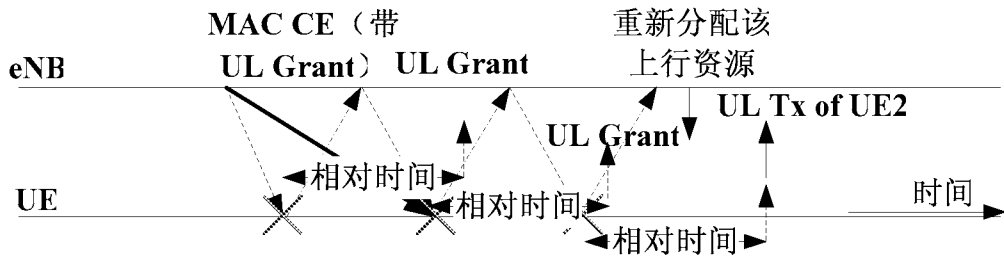 MAC CE（带
UL Grant）
UL Grant
重新分配该
上行资源
eNB
UL Tx of UE2
UL Grant
相对时间
相对时间
时间
UE
相对时间